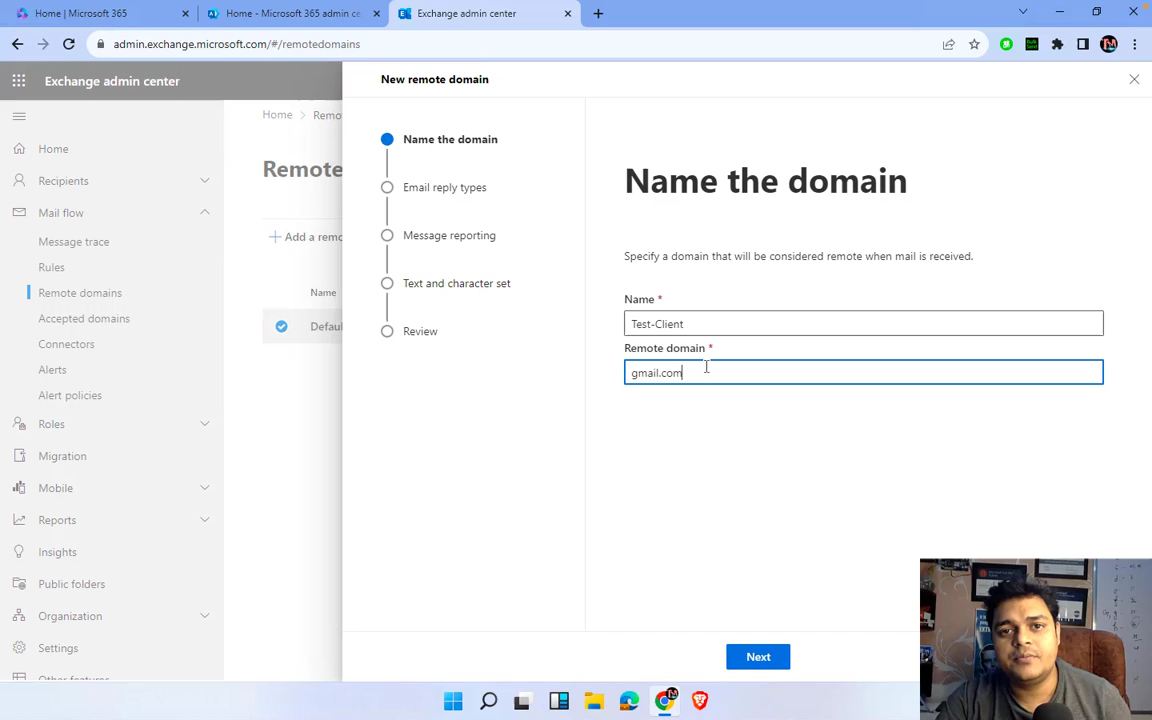 Home | Microsoft 365
Home - Microsoft 365 admin ce
Exchange admin center
admin.exchange.microsoft.com/#/remotedomains
Exchange admin center
New remote domain
Home > Remo
Remote
Add a remo
Name
Defau
Home
Recipients
Mail flow
Message trace
Rules
Remote domains
Accepted domains
Connectors
Alerts
Alert policies
Roles
Migration
Mobile
Reports
Insights
Public folders
Organization
Settings
Other features
Name the domain
Email reply types
Message reporting
Text and character set
Review
Name the domain
Specify a domain that will be considered remote when mail is received.
Name *
Test-Client
Remote domain *
gmail.com
Next